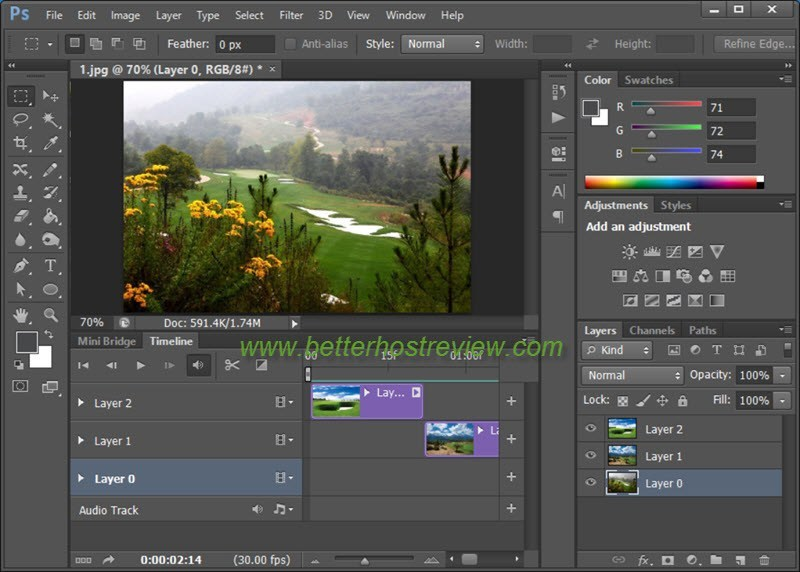 Ps File Edit Image Layer Type Select Filter 3D View Window Help
Feather: 0 px Anti-alias Style: Normal Width: Height: Refine Edge...
1.jpg @ 70% (Layer 0, RGB/8#) * ×
Color Swatches
R 71
G 72
B 74
Adjustments Styles
Add an adjustment
70% Doc: 591.4K/1.74M
Mini Bridge Timeline
www.betterhostreview.com
00 15f 01:00f
Layer 2 Lay...
Layer 1 La
Layer 0
Audio Track
0:00:02:14 (30.00 fps)
Layers Channels Paths
Kind
Normal Opacity: 100%
Lock: Fill: 100%
Layer 2
Layer 1
Layer 0